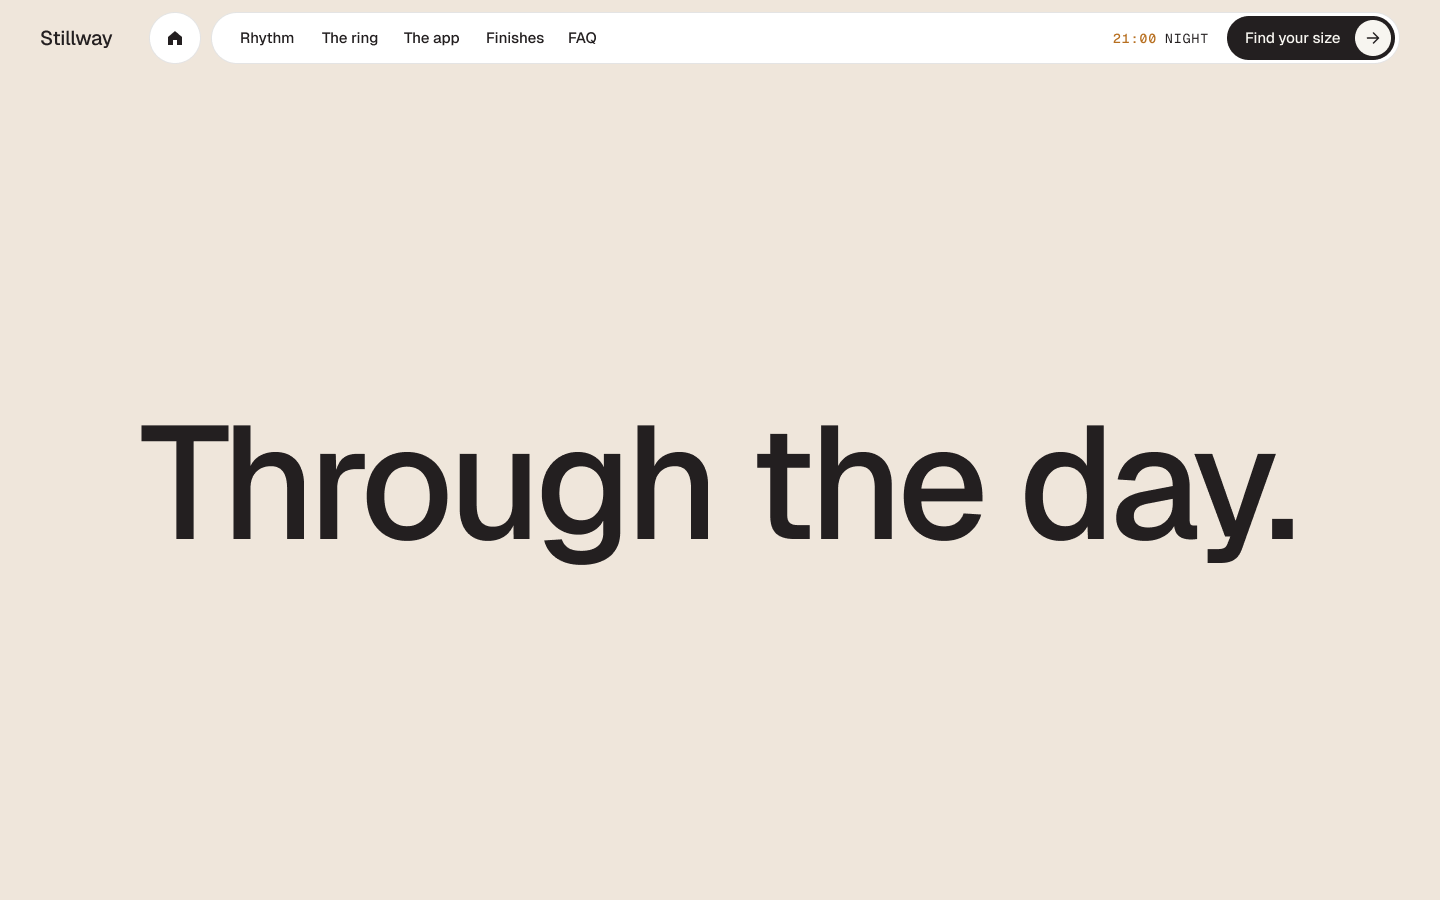 Stillway
Rhythm The ring The app Finishes FAQ 21:00 NIGHT Find your size
Through the day.